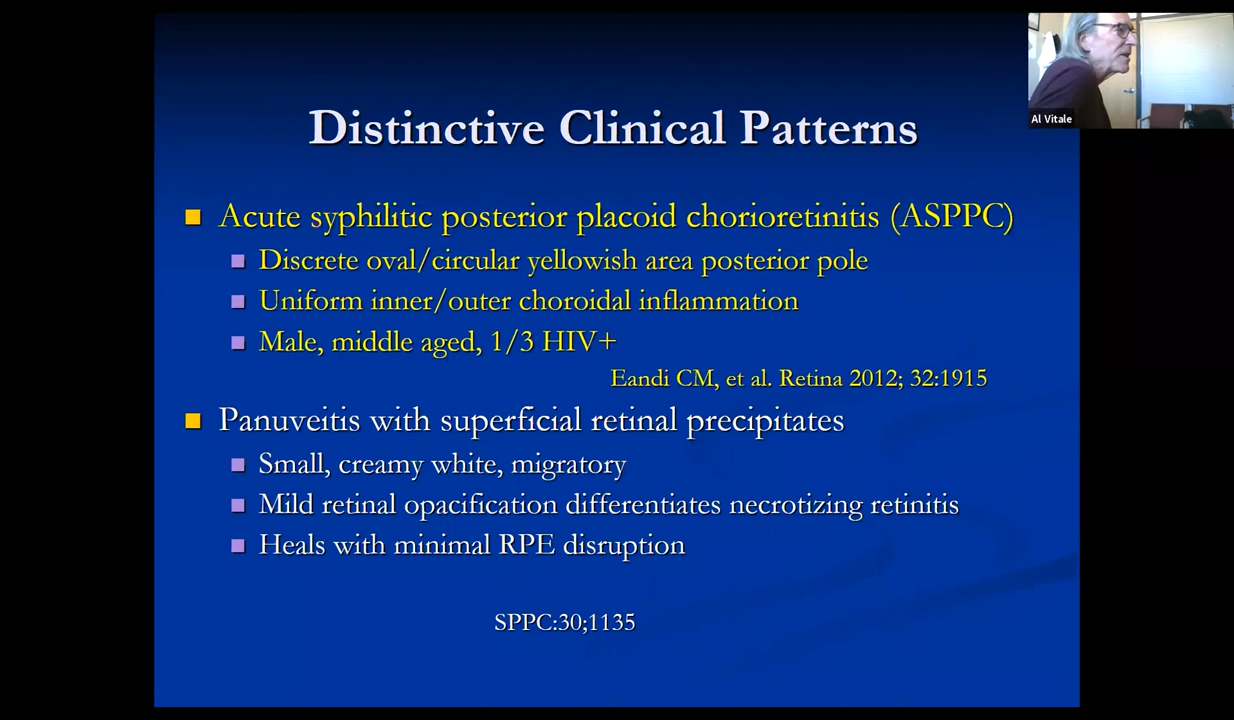 Al Vitale
Distinctive Clinical Patterns
Acute syphilitic posterior placoid chorioretinitis (ASPPC)
Discrete oval/circular yellowish area posterior pole
Uniform inner/outer choroidal inflammation
Male, middle aged, 1/3 HIV+
Eandi CM, et al. Retina 2012; 32:1915
Panuveitis with superficial retinal precipitates
Small, creamy white, migratory
Mild retinal opacification differentiates necrotizing retinitis
Heals with minimal RPE disruption
SPPC:30;1135